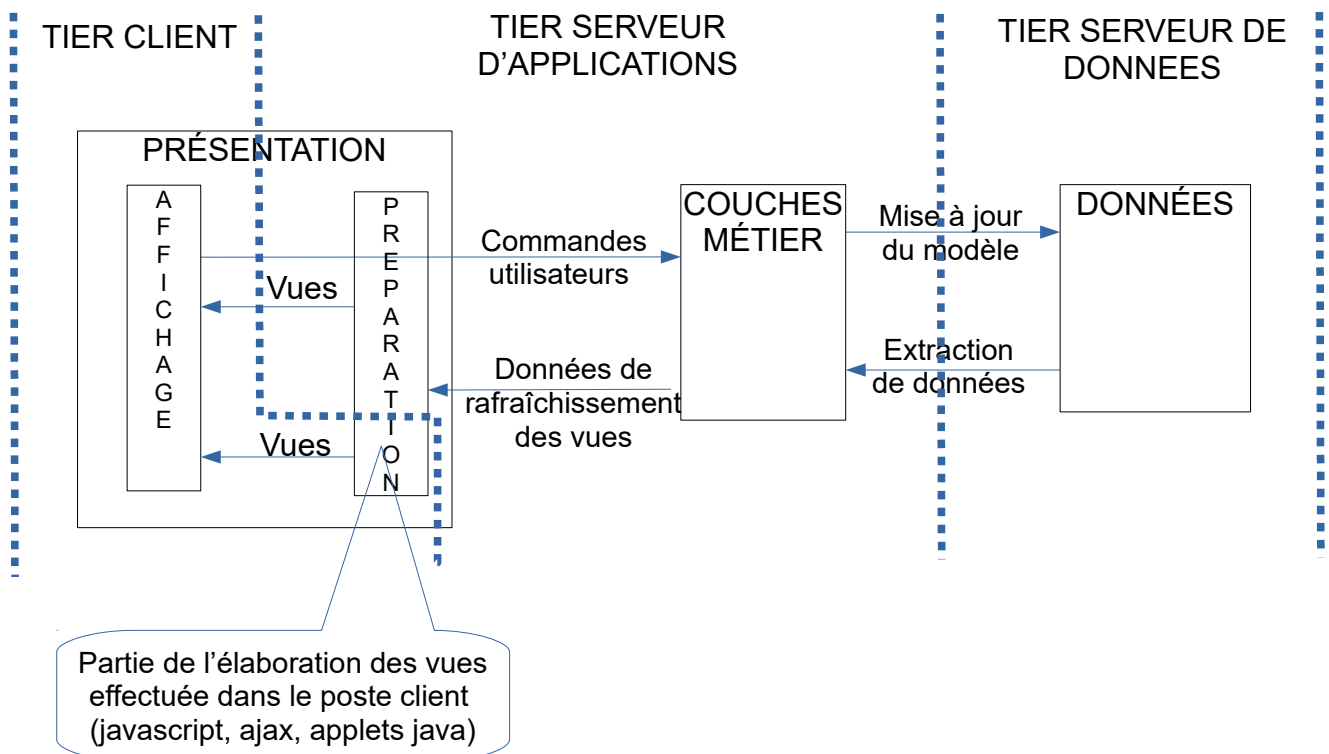 TIER CLIENT
TIER SERVEUR
D’APPLICATIONS
TIER SERVEUR DE
DONNEES
PRÉSENTATION
AFFICHAGE
PREPARATION
Vues
Vues
Commandes
utilisateurs
Données de
rafraîchissement
des vues
COUCHES
MÉTIER
Mise à jour
du modèle
Extraction
de données
DONNÉES
Partie de l’élaboration des vues
effectuée dans le poste client
(javascript, ajax, applets java)